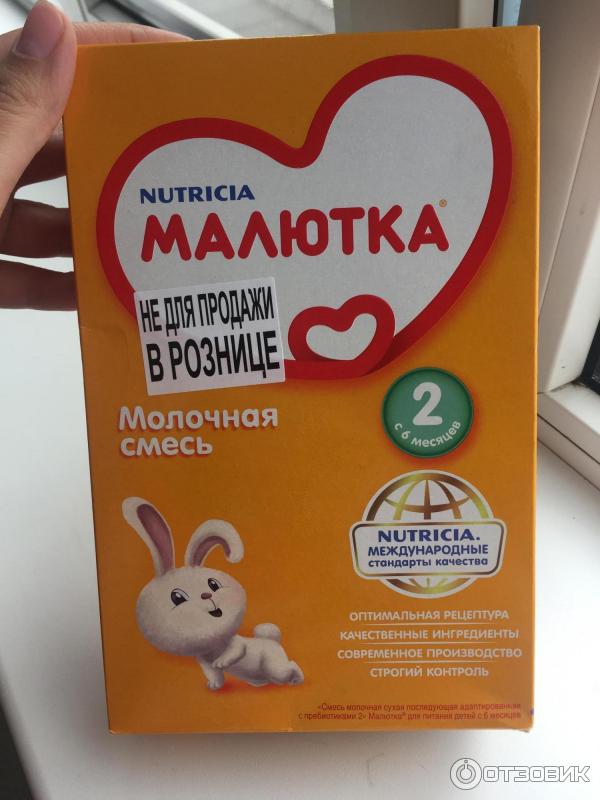 NUTRICIA
МАЛЮТКА®
НЕ ДЛЯ ПРОДАЖИ
В РОЗНИЦЕ
Молочная
смесь
2
с 6 месяцев
NUTRICIA.
МЕЖДУНАРОДНЫЕ
стандарты качества
ОПТИМАЛЬНАЯ РЕЦЕПТУРА
КАЧЕСТВЕННЫЕ ИНГРЕДИЕНТЫ
СОВРЕМЕННОЕ ПРОИЗВОДСТВО
СТРОГИЙ КОНТРОЛЬ
«Смесь молочная сухая последующая адаптированная
с пребиотиками 2» Малютка® для питания детей с 6 месяцев
ОТЗОВИК